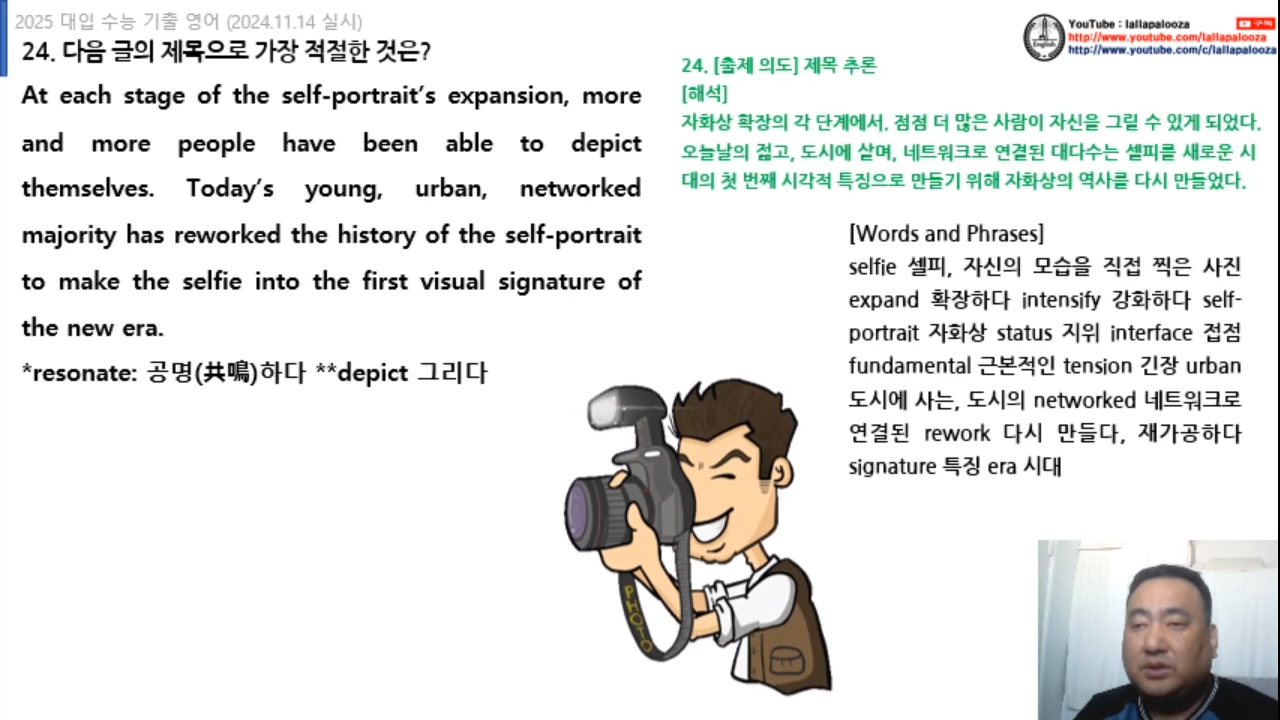 2025 대입 수능 기출 영어 (2024.11.14 실시)
24. 다음 글의 제목으로 가장 적절한 것은?
At each stage of the self-portrait's expansion, more
and more people have been able to depict
themselves. Today's young, urban, networked
majority has reworked the history of the self-portrait
to make the selfie into the first visual signature of
the new era.
*resonate: 공명(共鳴)하다 **depict 그리다
YouTube : lallapalooza
구독
http://www.youtube.com/lallapalooza
http://www.youtube.com/c/lallapalooza
English
24. [출제 의도] 제목 추론
[해석]
자화상 확장의 각 단계에서. 점점 더 많은 사람이 자신을 그릴 수 있게 되었다.
오늘날의 젊고, 도시에 살며, 네트워크로 연결된 대다수는 셀피를 새로운 시
대의 첫 번째 시각적 특징으로 만들기 위해 자화상의 역사를 다시 만들었다.
[Words and Phrases]
selfie 셀피, 자신의 모습을 직접 찍은 사진
expand 확장하다 intensify 강화하다 self-
portrait 자화상 status 지위 interface 접점
fundamental 근본적인 tension 긴장 urban
도시에 사는, 도시의 networked 네트워크로
연결된 rework 다시 만들다, 재가공하다
signature 특징 era 시대
PHOTO